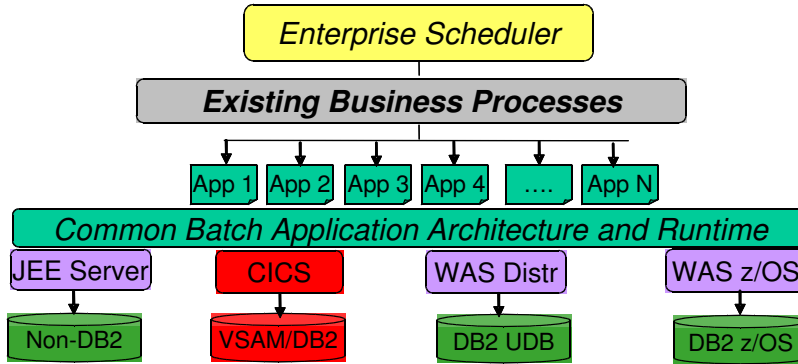 Enterprise Scheduler
Existing Business Processes
App 1 App 2 App 3 App 4 .... App N
Common Batch Application Architecture and Runtime
JEE Server CICS WAS Distr WAS z/OS
Non-DB2 VSAM/DB2 DB2 UDB DB2 z/OS